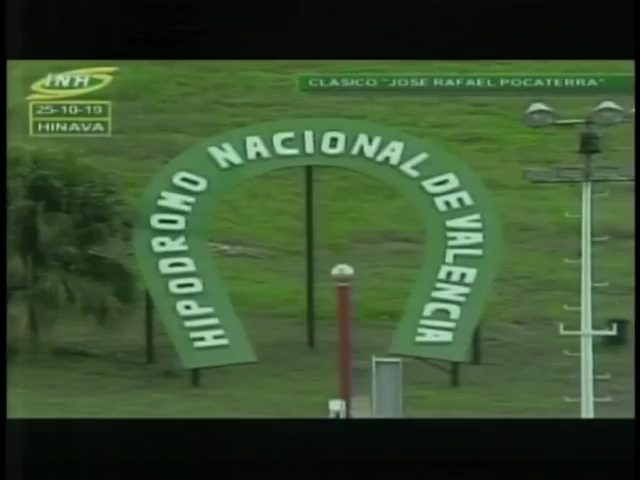 INH
25-10-19
HINAVA
CLASICO "JOSE RAFAEL POCATERRA"
HIPODROMO NACIONAL DE VALENCIA